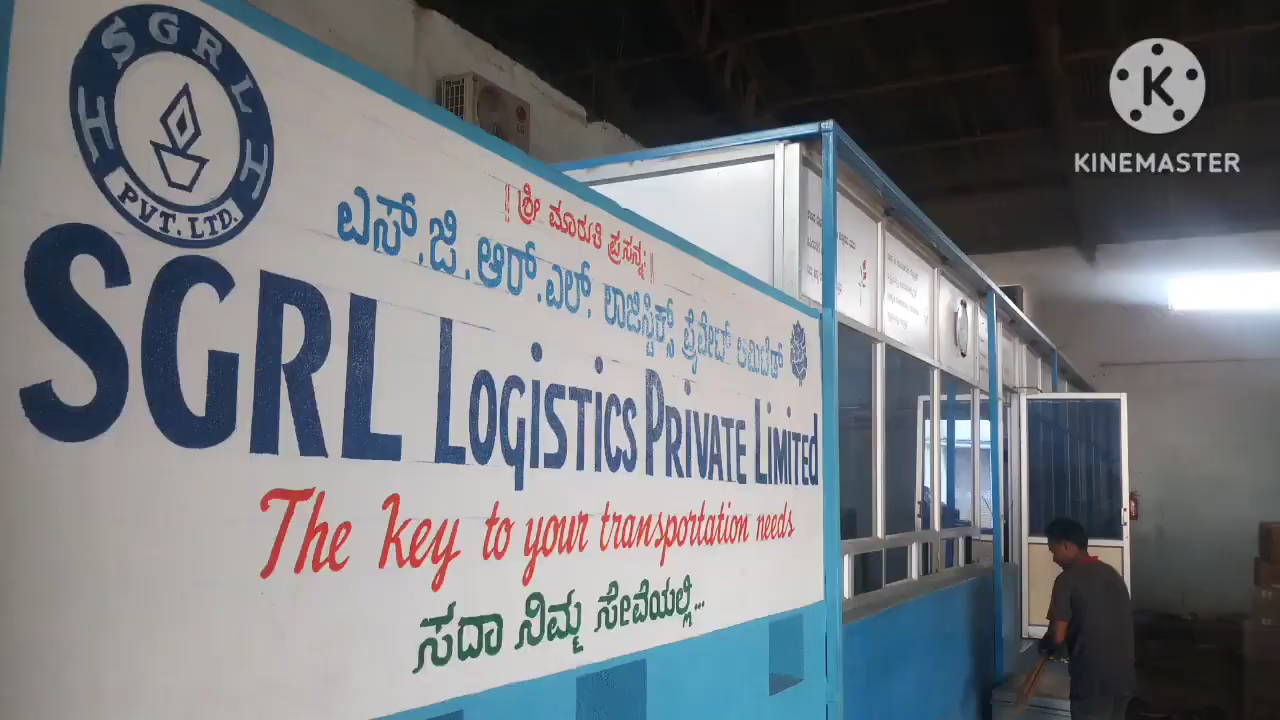 SGRL
PVT. LTD.
॥ ಶ್ರೀ ಮಾರುತಿ ಪ್ರಸನ್ನ: ॥
ಎಸ್.ಜಿ.ಆರ್.ಎಲ್. ಲಾಜಿಸ್ಟಿಕ್ಸ್ ಪ್ರೈವೇಟ್ ಲಿಮಿಟೆಡ್
SGRL LOGISTICS PRIVATE LIMITED
The key to your transportation needs
ಸದಾ ನಿಮ್ಮ ಸೇವೆಯಲ್ಲಿ...
LG
K
KINEMASTER